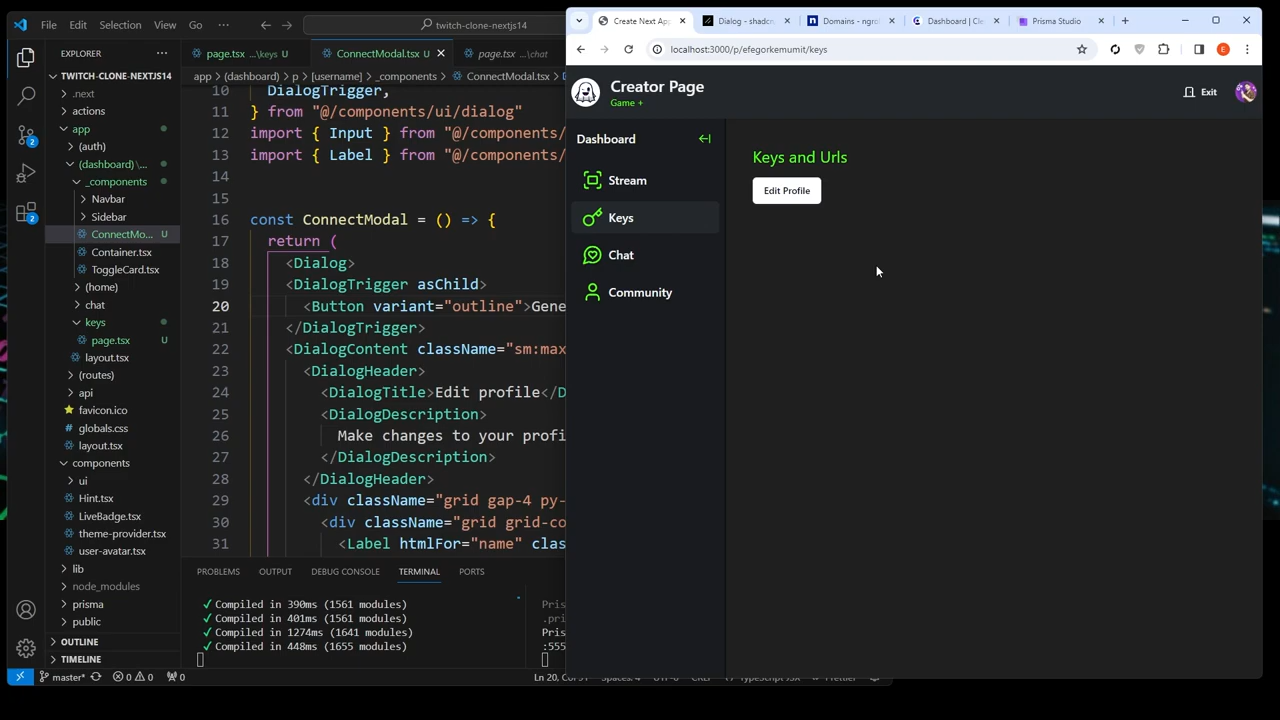 File Edit Selection View Go ··· twitch-clone-nextjs14
EXPLORER ···
TWITCH-CLONE-NEXTJS14
.next
actions
app
(auth)
(dashboard) \...
_components
Navbar
Sidebar
ConnectMo... U
Container.tsx
ToggleCard.tsx
(home)
chat
keys
page.tsx U
layout.tsx
(routes)
api
favicon.ico
globals.css
layout.tsx
components
ui
Hint.tsx
LiveBadge.tsx
theme-provider.tsx
user-avatar.tsx
lib
node_modules
prisma
public
OUTLINE
TIMELINE
2
2
page.tsx ...\keys U ConnectModal.tsx U page.tsx ...\chat
app > (dashboard) > p > [username] > _components > ConnectModal.tsx >
10 DialogTrigger,
11 } from "@/components/ui/dialog"
12 import { Input } from "@/components/
13 import { Label } from "@/components/
14
15
16 const ConnectModal = () => {
17 return (
18 <Dialog>
19 <DialogTrigger asChild>
20 <Button variant="outline">Gene
21 </DialogTrigger>
22 <DialogContent className="sm:max
23 <DialogHeader>
24 <DialogTitle>Edit profile</D
25 <DialogDescription>
26 Make changes to your profi
27 </DialogDescription>
28 </DialogHeader>
29 <div className="grid gap-4 py-
30 <div className="grid grid-co
31 <Label htmlFor="name" clas
PROBLEMS OUTPUT DEBUG CONSOLE TERMINAL PORTS
✓ Compiled in 390ms (1561 modules)
✓ Compiled in 401ms (1561 modules)
✓ Compiled in 1274ms (1641 modules)
✓ Compiled in 448ms (1655 modules)
Pris
.pri
Pris
:555
master* 0 0 0
Create Next App Dialog - shadcn Domains - ngro Dashboard | Cle Prisma Studio
localhost:3000/p/efegorkemumit/keys
E
Creator Page
Game +
Exit
Dashboard
Stream
Keys
Chat
Community
Keys and Urls
Edit Profile